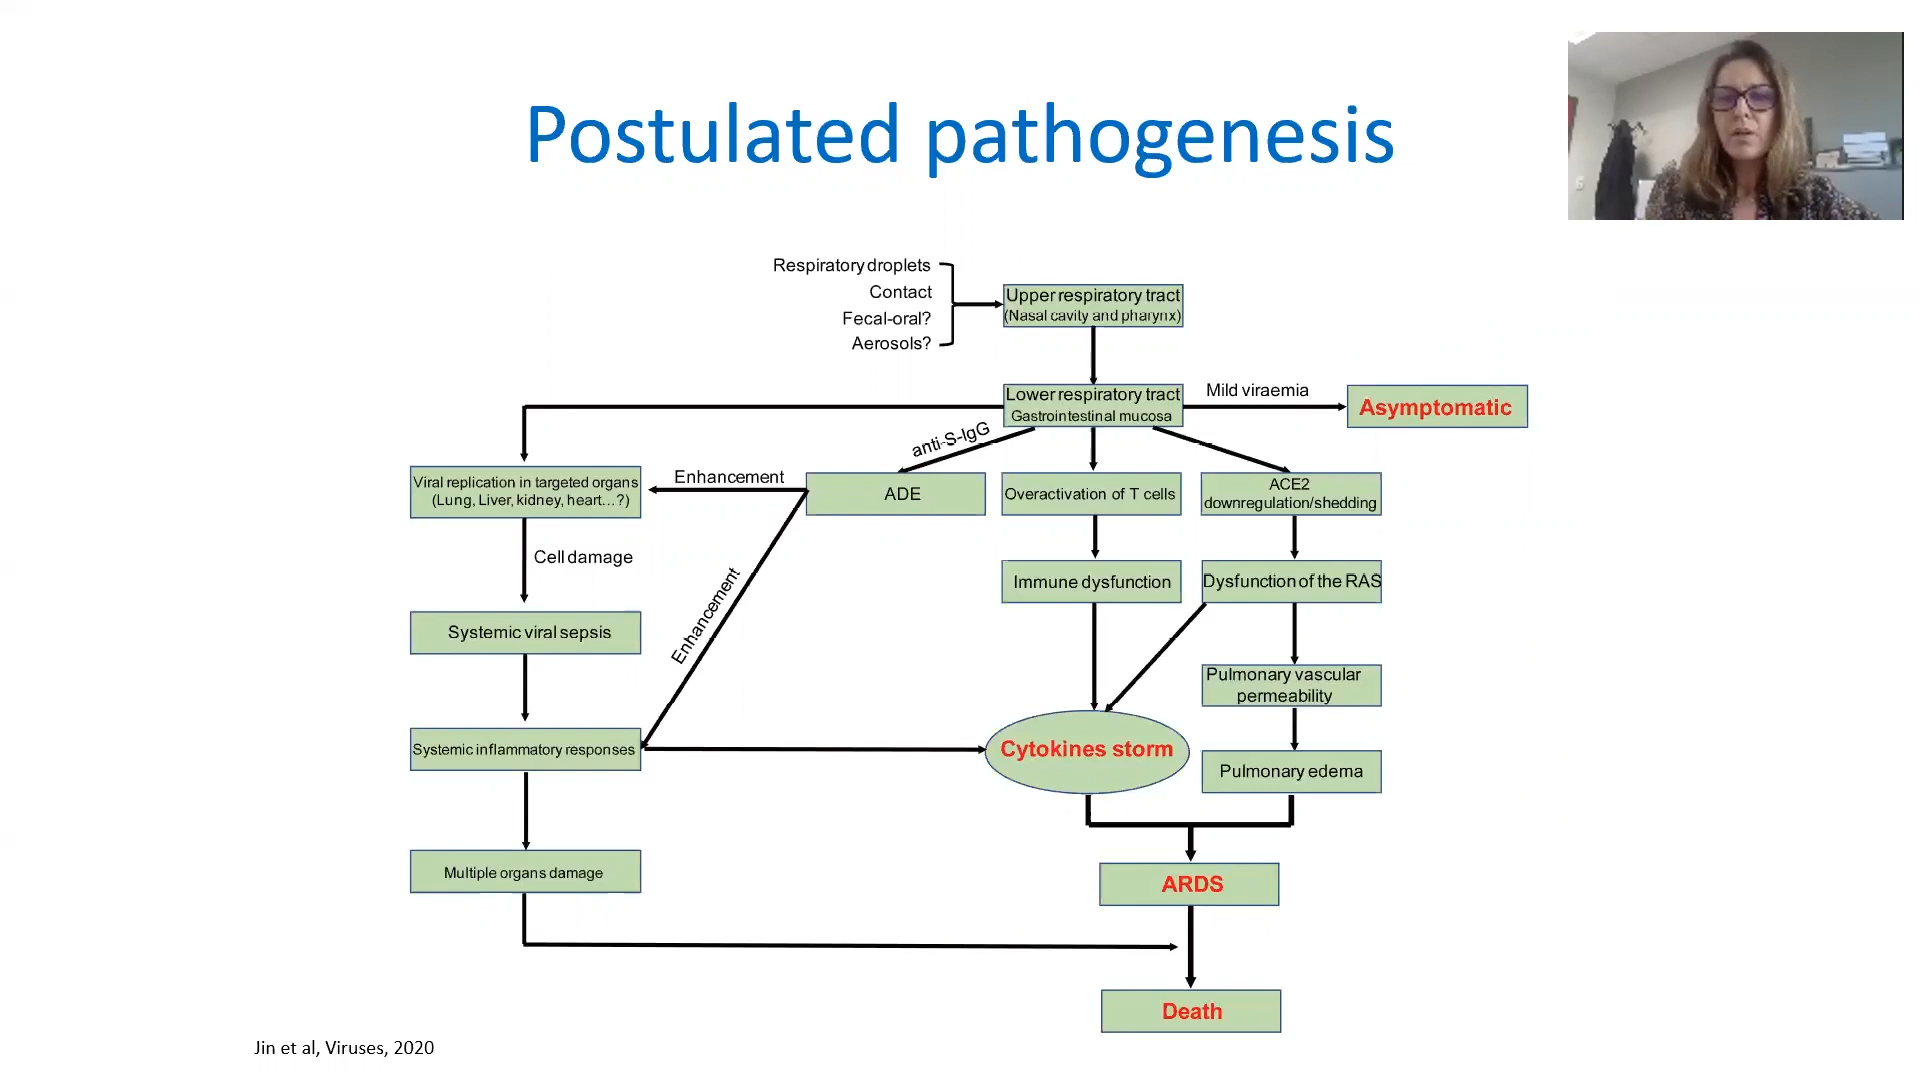 Postulated pathogenesis
Respiratory droplets
Contact
Fecal-oral?
Aerosols?
Upper respiratory tract
(Nasal cavity and pharynx)
Lower respiratory tract
Gastrointestinal mucosa
Mild viraemia
Asymptomatic
anti-S-IgG
Viral replication in targeted organs
(Lung, Liver, kidney, heart...?)
Enhancement
ADE
Overactivation of T cells
ACE2
downregulation/shedding
Cell damage
Enhancement
Immune dysfunction
Dysfunction of the RAS
Systemic viral sepsis
Pulmonary vascular
permeability
Systemic inflammatory responses
Cytokines storm
Pulmonary edema
Multiple organs damage
ARDS
Death
Jin et al, Viruses, 2020